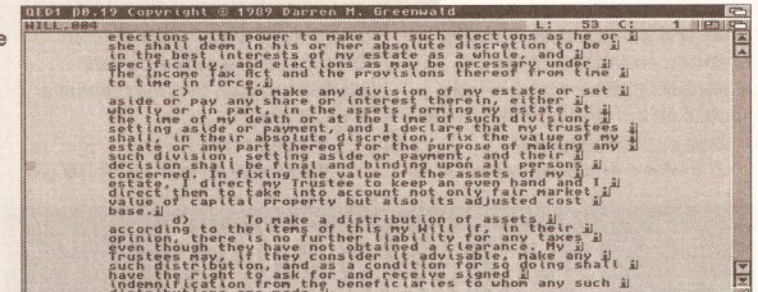 e
QED1 D0.19 Copyright © 1989 Darren M. Greenwald
WILL.004 L: 53 C: 1
elections with power to make all such elections as he or
she shall deem in his or her absolute discretion to be
in the best interests of my estate as a whole, and
specifically, and elections as may be necessary under
The Income Tax Act and the provisions thereof from time
to time in force.
c) To make any division of my estate or set
aside or pay any share or interest therein, either
wholly or in part, in the assets forming my estate at
the time of my death or at the time of such division,
setting aside or payment, and I declare that my trustees
shall, in their absolute discretion, fix the value of my
estate or any part thereof for the purpose of making any
such division, setting aside or payment, and their
decision shall be final and binding upon all persons
concerned. In fixing the value of the assets of my
estate, I direct my Trustee to keep an even hand and I
direct them to take into account not only fair market
value of capital property but also its adjusted cost
base.
d) To make a distribution of assets
according to the items of this my Will if, in their
opinion, there is no further liability for any taxes
even though they have not obtained a clearance. My
Trustees may, if they consider it advisable, make any
such distribution, and as a condition for so doing shall
have the right to ask for and receive signed
indemnification from the beneficiaries to whom any such